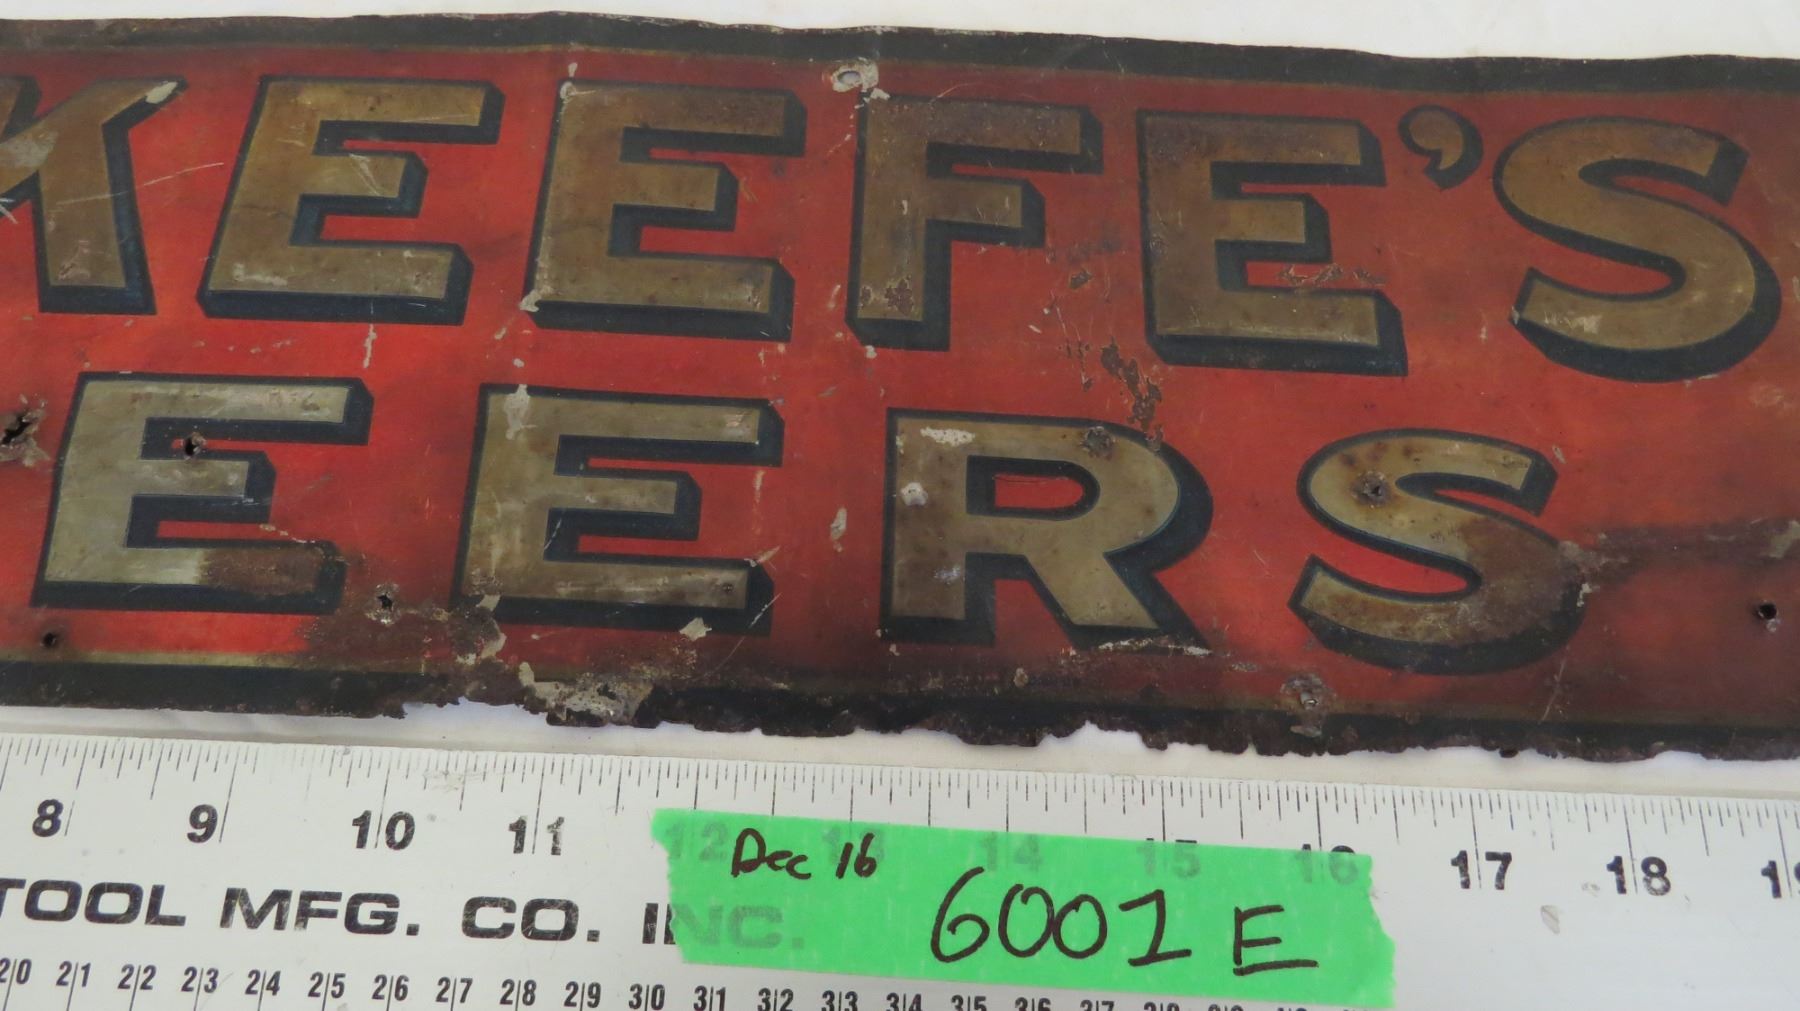 KEEFE'S
EERS
8 9 10 11 12 13 14 15 16 17 18 19
Dec 16
6001 E
TOOL MFG. CO. INC.
20 21 22 23 24 25 26 27 28 29 30 31 32 33 34 35 36 37